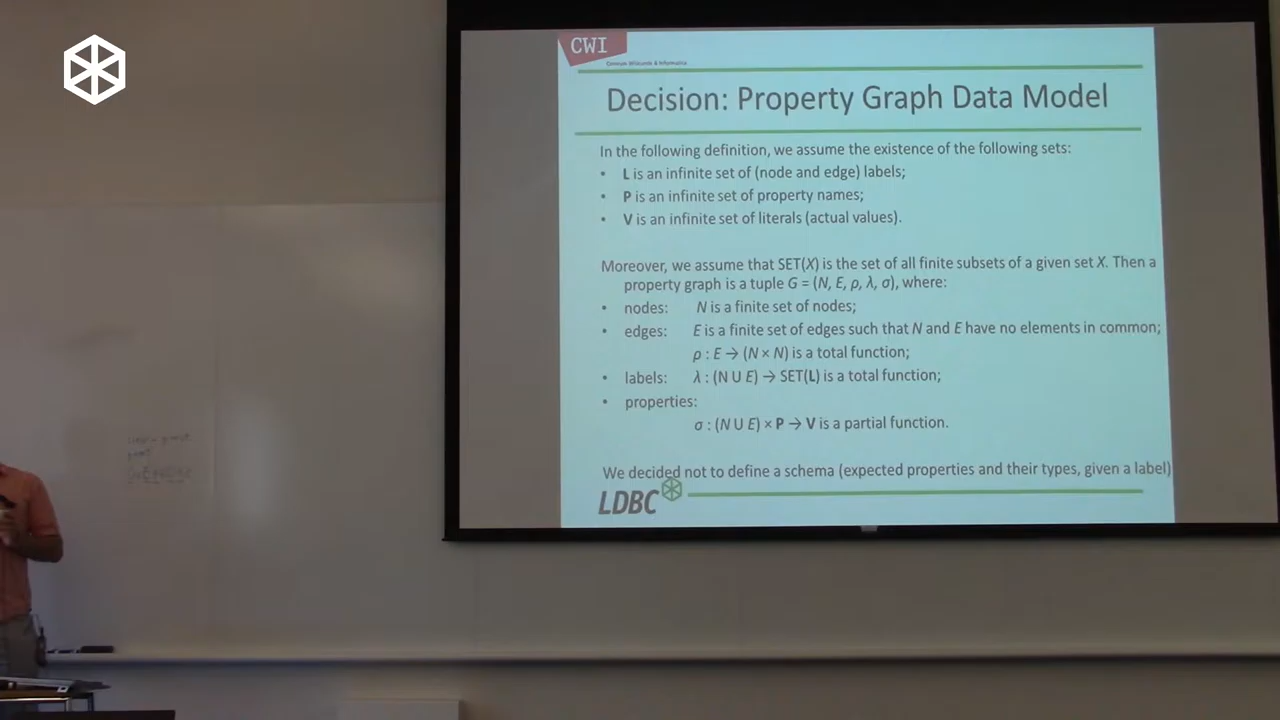 CWI
Centrum Wiskunde & Informatica
Decision: Property Graph Data Model
In the following definition, we assume the existence of the following sets:
• L is an infinite set of (node and edge) labels;
• P is an infinite set of property names;
• V is an infinite set of literals (actual values).
Moreover, we assume that SET(X) is the set of all finite subsets of a given set X. Then a
property graph is a tuple G = (N, E, ρ, λ, σ), where:
• nodes: N is a finite set of nodes;
• edges: E is a finite set of edges such that N and E have no elements in common;
ρ : E → (N × N) is a total function;
• labels: λ : (N U E) → SET(L) is a total function;
• properties:
σ : (N U E) × P → V is a partial function.
We decided not to define a schema (expected properties and their types, given a label)
LDBC